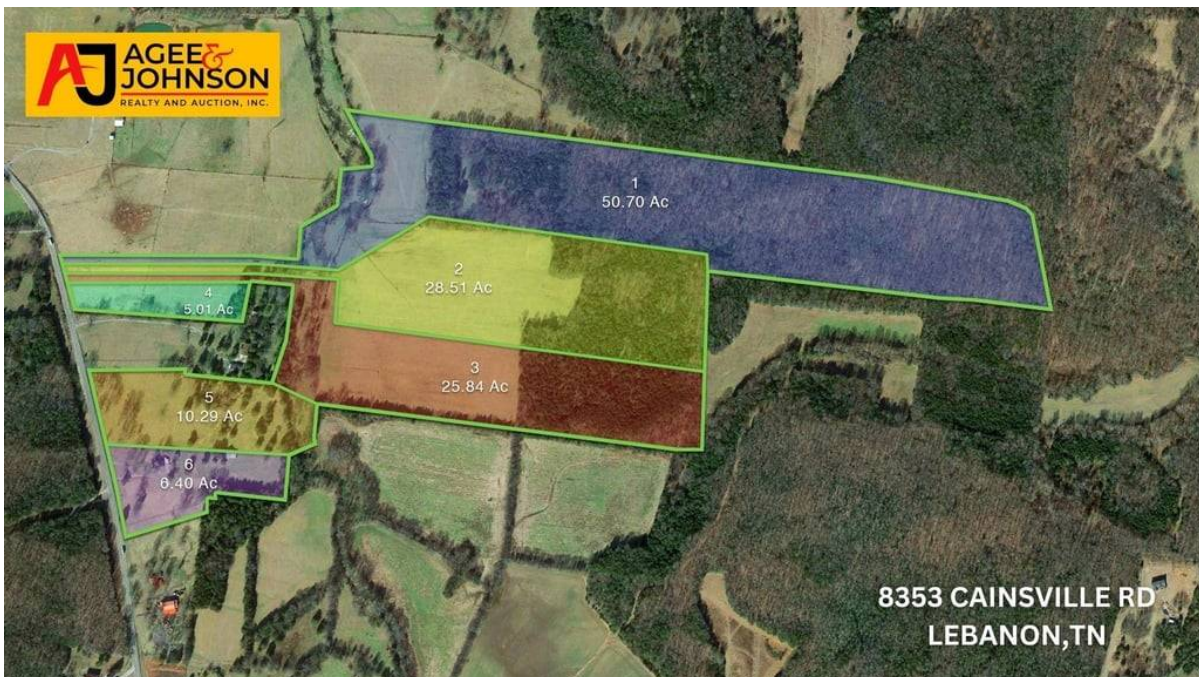 AJ
AGEE &
JOHNSON
REALTY AND AUCTION, INC.
1
50.70 Ac
2
28.51 Ac
4
5.01 Ac
3
25.84 Ac
5
10.29 Ac
6
6.40 Ac
8353 CAINSVILLE RD
LEBANON,TN